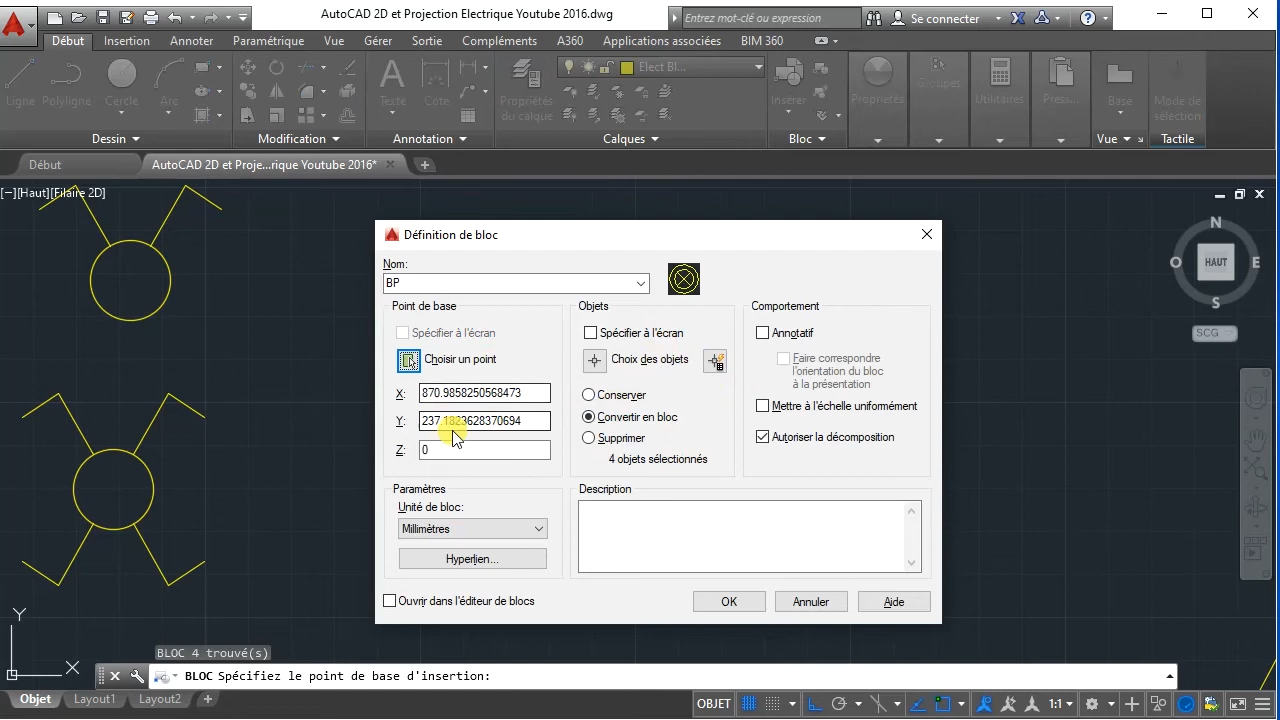 AutoCAD 2D et Projection Electrique Youtube 2016.dwg
Entrez mot-clé ou expression
Se connecter
Début Insertion Annoter Paramétrique Vue Gérer Sortie Compléments A360 Applications associées BIM 360
Ligne Polyligne Cercle Arc Texte Cote Propriétés du calque Elect Bl... Insérer Propriétés Groupes Utilitaires Press... Base Mode de sélection
Dessin Modification Annotation Calques Bloc Vue Tactile
Début AutoCAD 2D et Proje...rique Youtube 2016*
[−][Haut][Filaire 2D]
N
O HAUT E
S
SCG
Définition de bloc
Nom:
BP
Point de base
Spécifier à l'écran
Choisir un point
X: 870.9858250568473
Y: 237.1823628370694
Z: 0
Objets
Spécifier à l'écran
Choix des objets
Conserver
Convertir en bloc
Supprimer
4 objets sélectionnés
Comportement
Annotatif
Faire correspondre
l'orientation du bloc
à la présentation
Mettre à l'échelle uniformément
Autoriser la décomposition
Paramètres
Unité de bloc:
Millimètres
Hyperlien...
Description
Ouvrir dans l'éditeur de blocs
OK Annuler Aide
Y
X
BLOC 4 trouvé(s)
BLOC Spécifiez le point de base d'insertion:
Objet Layout1 Layout2
OBJET 1:1